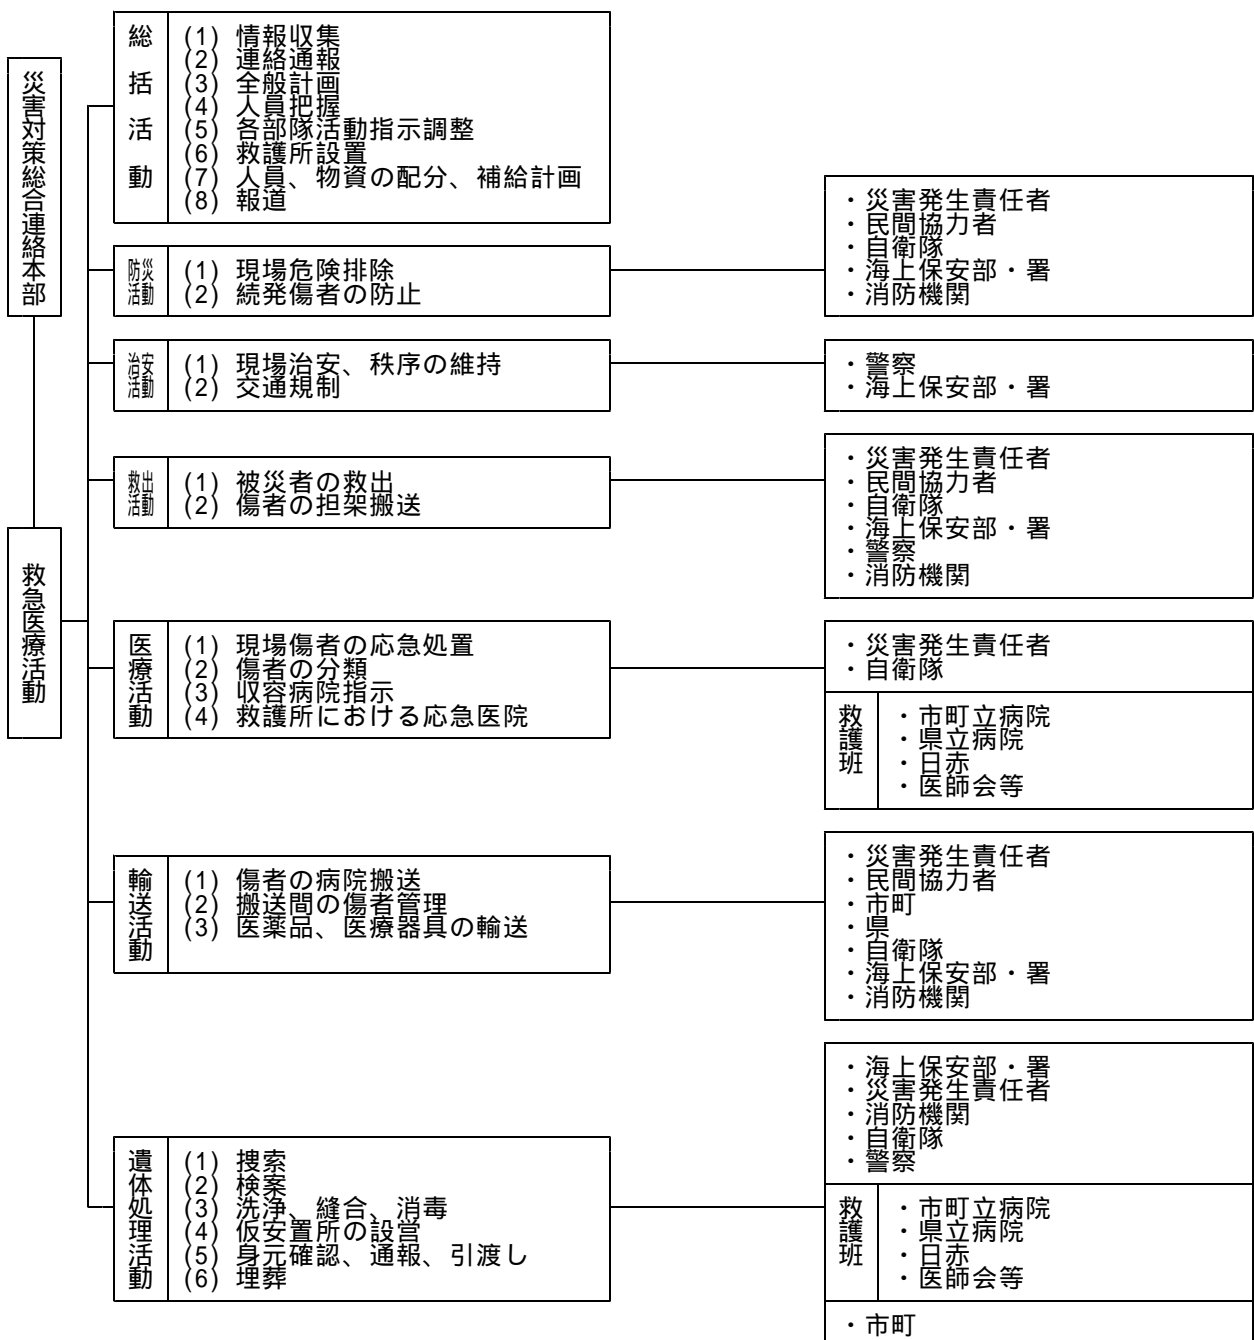 災害対策総合連絡本部
救急医療活動
総括活動
(1) 情報収集
(2) 連絡通報
(3) 全般計画
(4) 人員把握
(5) 各部隊活動指示調整
(6) 救護所設置
(7) 人員、物資の配分、補給計画
(8) 報道
防災活動
(1) 現場危険排除
(2) 続発傷者の防止
・災害発生責任者
・民間協力者
・自衛隊
・海上保安部・署
・消防機関
治安活動
(1) 現場治安、秩序の維持
(2) 交通規制
・警察
・海上保安部・署
救出活動
(1) 被災者の救出
(2) 傷者の担架搬送
・災害発生責任者
・民間協力者
・自衛隊
・海上保安部・署
・警察
・消防機関
医療活動
(1) 現場傷者の応急処置
(2) 傷者の分類
(3) 収容病院指示
(4) 救護所における応急医院
・災害発生責任者
・自衛隊
救護班
・市町立病院
・県立病院
・日赤
・医師会等
輸送活動
(1) 傷者の病院搬送
(2) 搬送間の傷者管理
(3) 医薬品、医療器具の輸送
・災害発生責任者
・民間協力者
・市町
・県
・自衛隊
・海上保安部・署
・消防機関
遺体処理活動
(1) 捜索
(2) 検案
(3) 洗浄、縫合、消毒
(4) 仮安置所の設営
(5) 身元確認、通報、引渡し
(6) 埋葬
・海上保安部・署
・災害発生責任者
・消防機関
・自衛隊
・警察
救護班
・市町立病院
・県立病院
・日赤
・医師会等
・市町